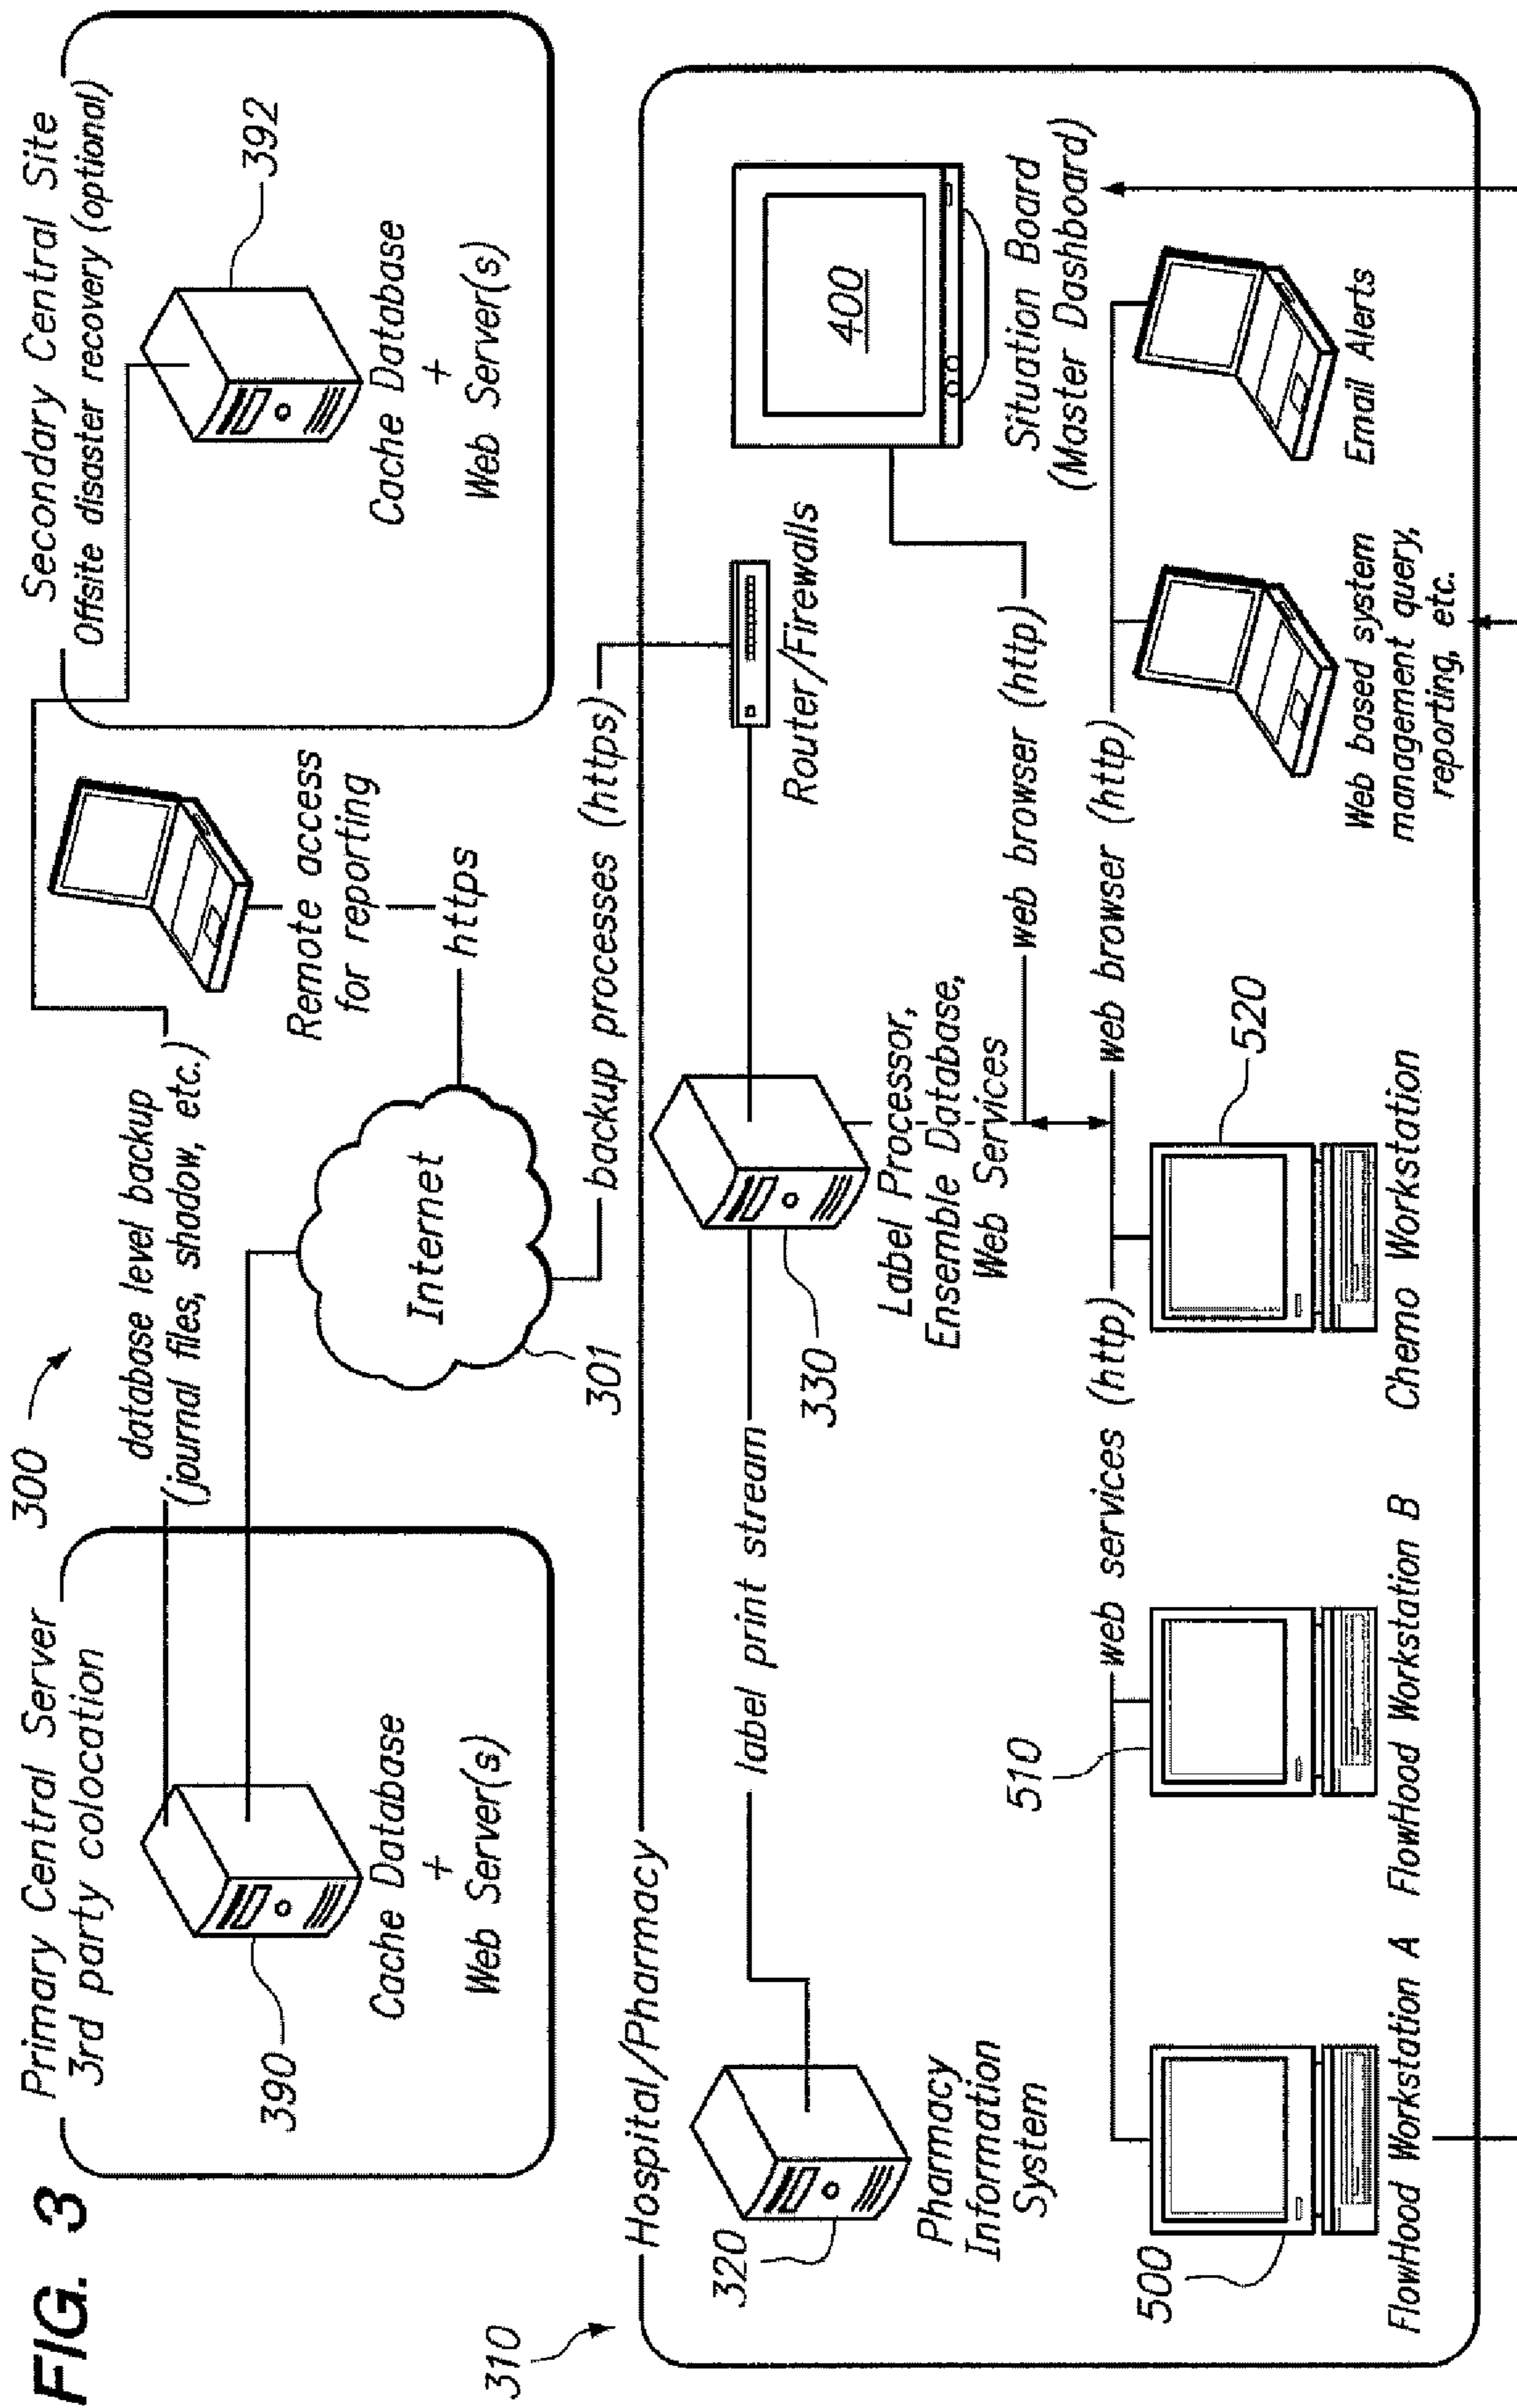 FIG. 3
300
Primary Central Server
3rd party colocation
390
Cache Database
+
Web Server(s)
database level backup
(journal files, shadow, etc.)
Secondary Central Site
Offsite disaster recovery (optional)
392
Cache Database
+
Web Server(s)
Remote access
for reporting
https
Internet
301
backup processes (https)
310
Hospital/Pharmacy
320
Pharmacy
Information
System
label print stream
330
Label Processor,
Ensemble Database,
Web Services
Router/Firewalls
400
Situation Board
(Master Dashboard)
web browser (http)
web services (http)
web browser (http)
500
FlowHood Workstation A
510
FlowHood Workstation B
520
Chemo Workstation
Web based system
management query,
reporting, etc.
Email Alerts